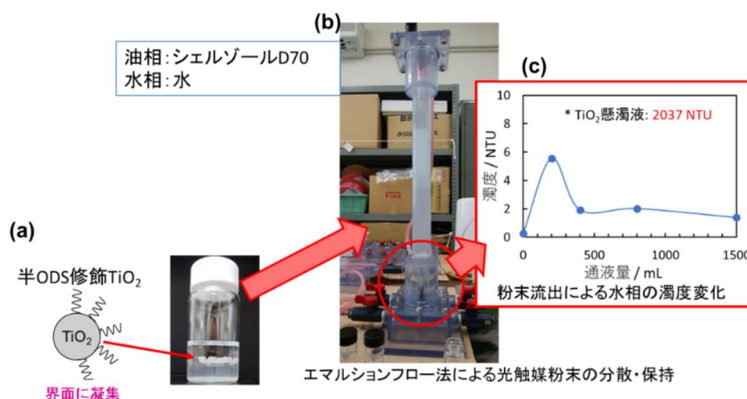 (b)
油相：シェルゾールD70
水相：水
(c)
* TiO2懸濁液: 2037 NTU
濁度 / NTU
10
8
6
4
2
0
0
500
1000
1500
通液量 / mL
粉末流出による水相の濁度変化
(a)
半ODS修飾TiO2
TiO2
界面に凝集
エマルションフロー法による光触媒粉末の分散・保持